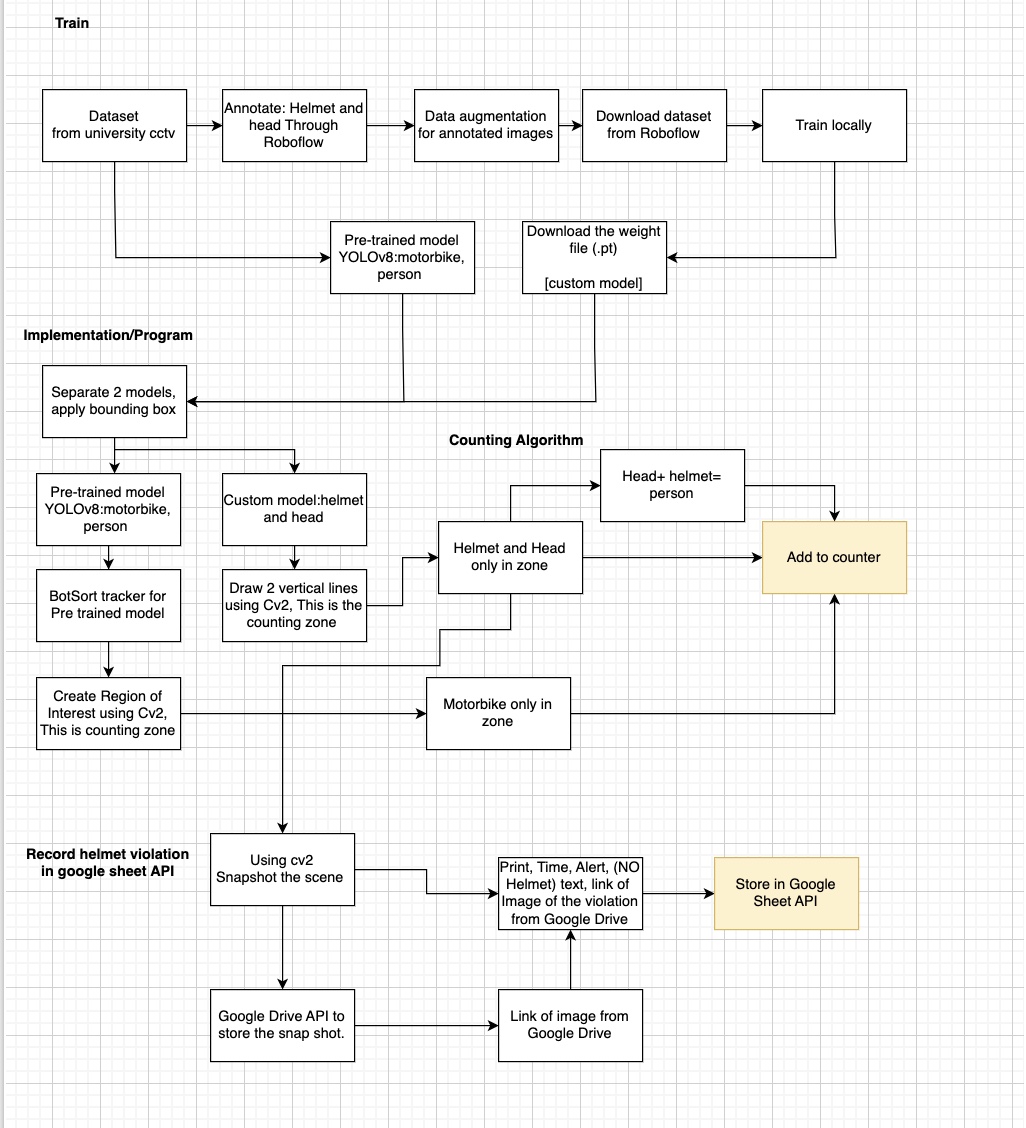 Train
Dataset
from university cctv
Annotate: Helmet and
head Through
Roboflow
Data augmentation
for annotated images
Download dataset
from Roboflow
Train locally
Pre-trained model
YOLOv8:motorbike,
person
Download the weight
file (.pt)
[custom model]
Implementation/Program
Separate 2 models,
apply bounding box
Counting Algorithm
Head+ helmet=
person
Pre-trained model
YOLOv8:motorbike,
person
Custom model:helmet
and head
Helmet and Head
only in zone
Add to counter
BotSort tracker for
Pre trained model
Draw 2 vertical lines
using Cv2, This is the
counting zone
Create Region of
Interest using Cv2,
This is counting zone
Motorbike only in
zone
Record helmet violation
in google sheet API
Using cv2
Snapshot the scene
Print, Time, Alert, (NO
Helmet) text, link of
Image of the violation
from Google Drive
Store in Google
Sheet API
Google Drive API to
store the snap shot.
Link of image from
Google Drive